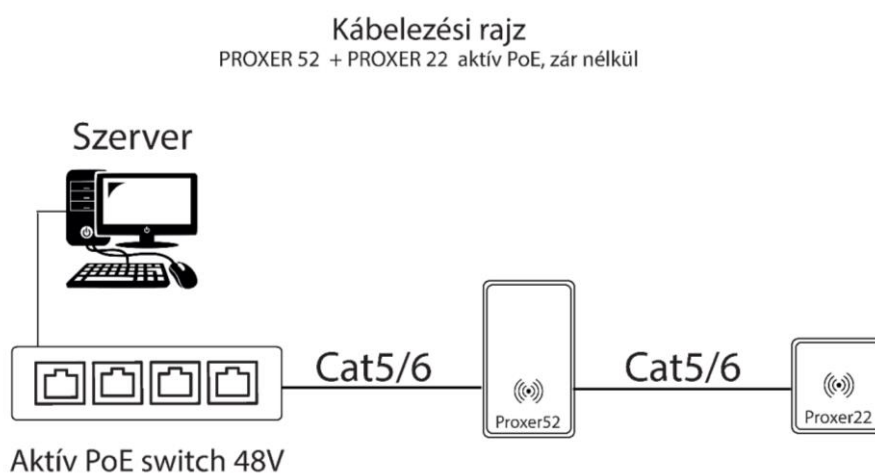 Kábelezési rajz
PROXER 52 + PROXER 22 aktív PoE, zár nélkül
Szerver
Cat5/6
Cat5/6
Proxer52
Proxer22
Aktív PoE switch 48V